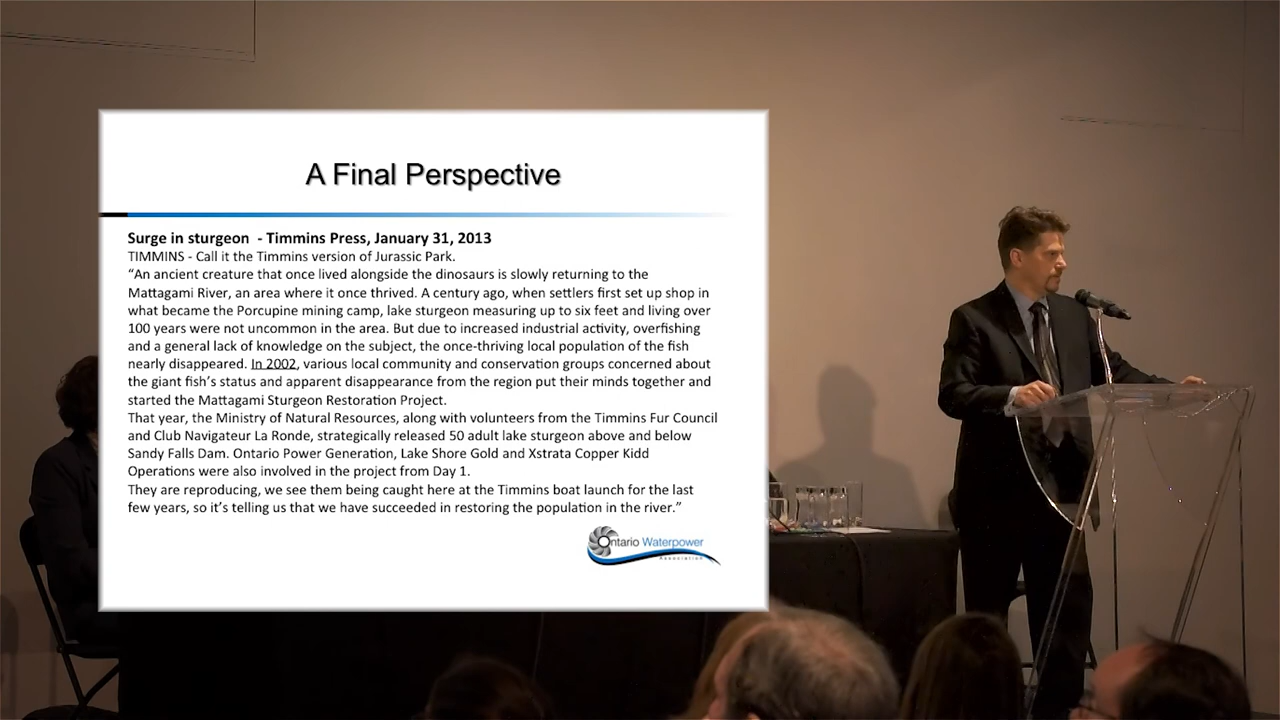 A Final Perspective
Surge in sturgeon - Timmins Press, January 31, 2013
TIMMINS - Call it the Timmins version of Jurassic Park.
“An ancient creature that once lived alongside the dinosaurs is slowly returning to the
Mattagami River, an area where it once thrived. A century ago, when settlers first set up shop in
what became the Porcupine mining camp, lake sturgeon measuring up to six feet and living over
100 years were not uncommon in the area. But due to increased industrial activity, overfishing
and a general lack of knowledge on the subject, the once-thriving local population of the fish
nearly disappeared. In 2002, various local community and conservation groups concerned about
the giant fish’s status and apparent disappearance from the region put their minds together and
started the Mattagami Sturgeon Restoration Project.
That year, the Ministry of Natural Resources, along with volunteers from the Timmins Fur Council
and Club Navigateur La Ronde, strategically released 50 adult lake sturgeon above and below
Sandy Falls Dam. Ontario Power Generation, Lake Shore Gold and Xstrata Copper Kidd
Operations were also involved in the project from Day 1.
They are reproducing, we see them being caught here at the Timmins boat launch for the last
few years, so it’s telling us that we have succeeded in restoring the population in the river.”
Ontario Waterpower
Association